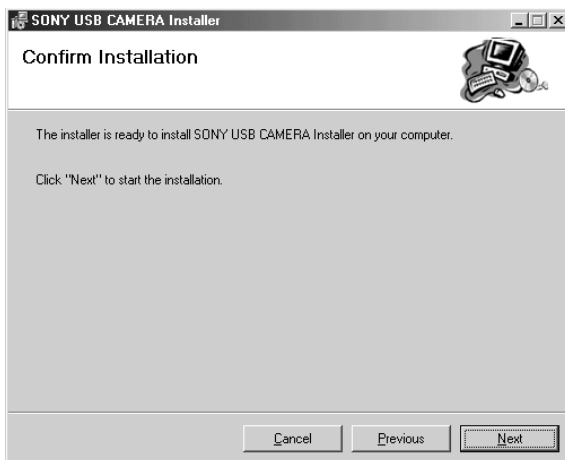 SONY USB CAMERA Installer
Confirm Installation
The installer is ready to install SONY USB CAMERA Installer on your computer.
Click "Next" to start the installation.
Cancel Previous Next